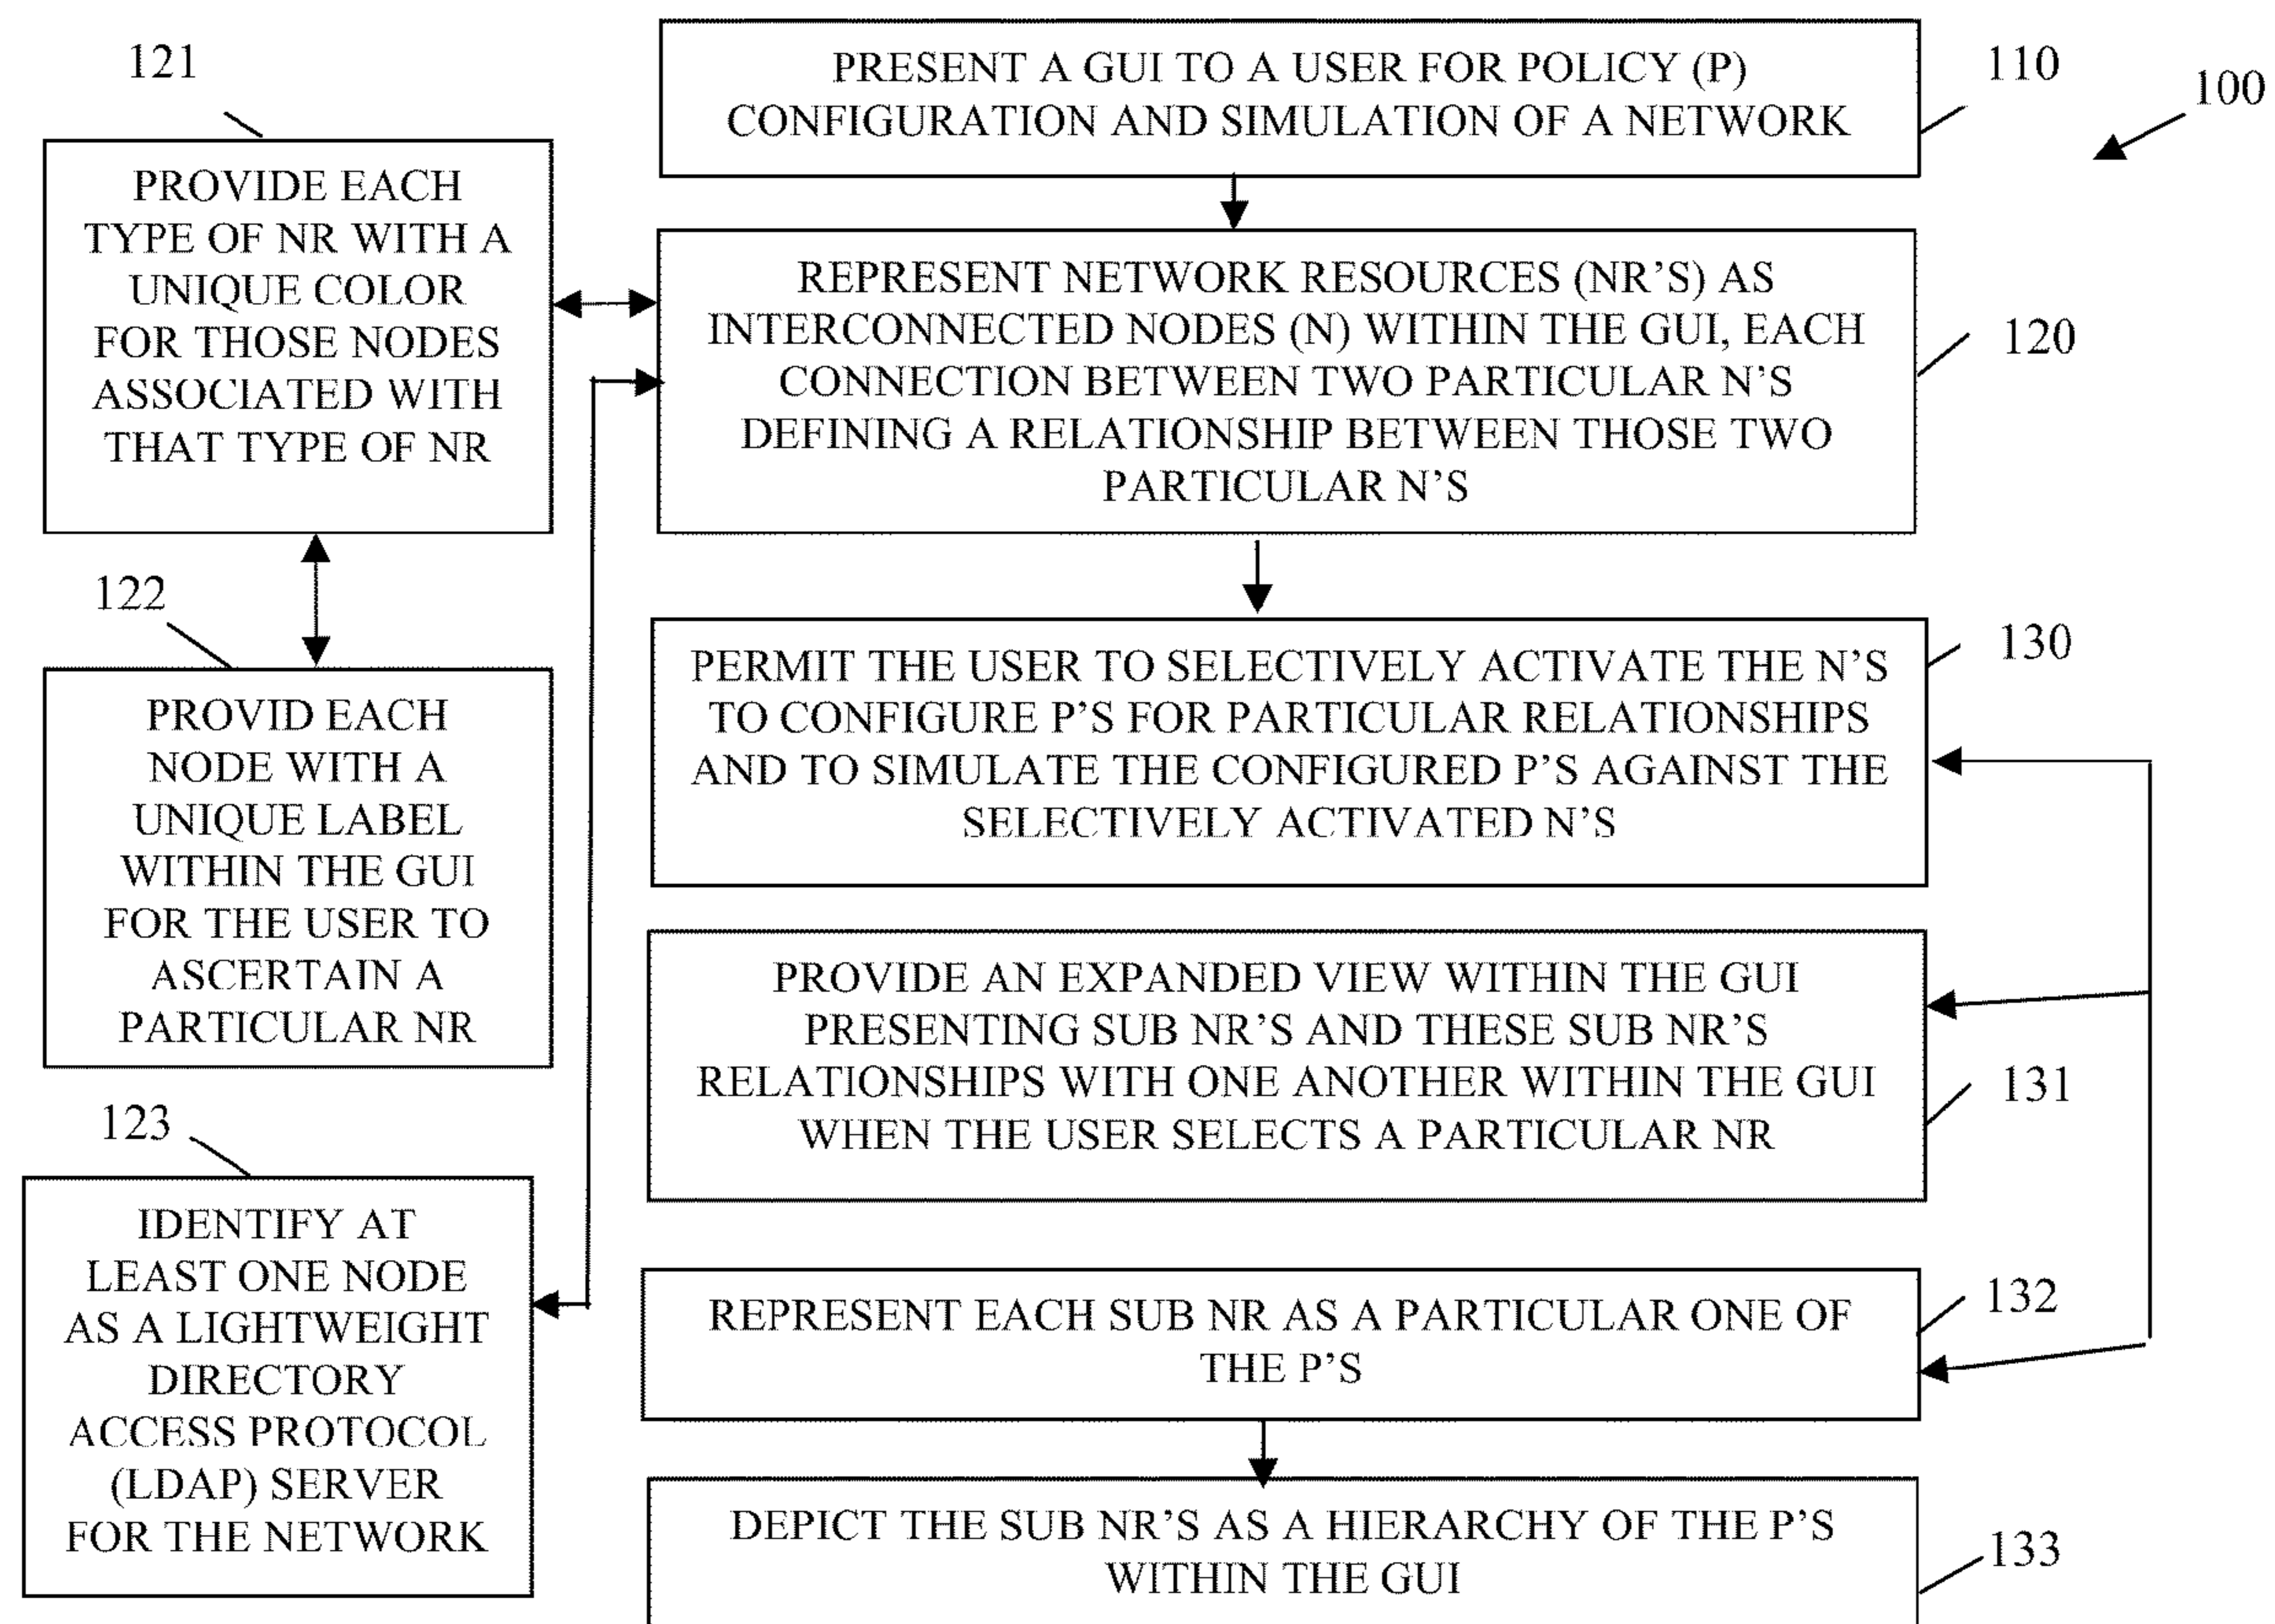 PRESENT A GUI TO A USER FOR POLICY (P)
CONFIGURATION AND SIMULATION OF A NETWORK
110
100
121
PROVIDE EACH
TYPE OF NR WITH A
UNIQUE COLOR
FOR THOSE NODES
ASSOCIATED WITH
THAT TYPE OF NR
REPRESENT NETWORK RESOURCES (NR’S) AS
INTERCONNECTED NODES (N) WITHIN THE GUI, EACH
CONNECTION BETWEEN TWO PARTICULAR N’S
DEFINING A RELATIONSHIP BETWEEN THOSE TWO
PARTICULAR N’S
120
122
PROVID EACH
NODE WITH A
UNIQUE LABEL
WITHIN THE GUI
FOR THE USER TO
ASCERTAIN A
PARTICULAR NR
PERMIT THE USER TO SELECTIVELY ACTIVATE THE N’S
TO CONFIGURE P’S FOR PARTICULAR RELATIONSHIPS
AND TO SIMULATE THE CONFIGURED P’S AGAINST THE
SELECTIVELY ACTIVATED N’S
130
PROVIDE AN EXPANDED VIEW WITHIN THE GUI
PRESENTING SUB NR’S AND THESE SUB NR’S
RELATIONSHIPS WITH ONE ANOTHER WITHIN THE GUI
WHEN THE USER SELECTS A PARTICULAR NR
131
123
IDENTIFY AT
LEAST ONE NODE
AS A LIGHTWEIGHT
DIRECTORY
ACCESS PROTOCOL
(LDAP) SERVER
FOR THE NETWORK
REPRESENT EACH SUB NR AS A PARTICULAR ONE OF
THE P’S
132
DEPICT THE SUB NR’S AS A HIERARCHY OF THE P’S
WITHIN THE GUI
133